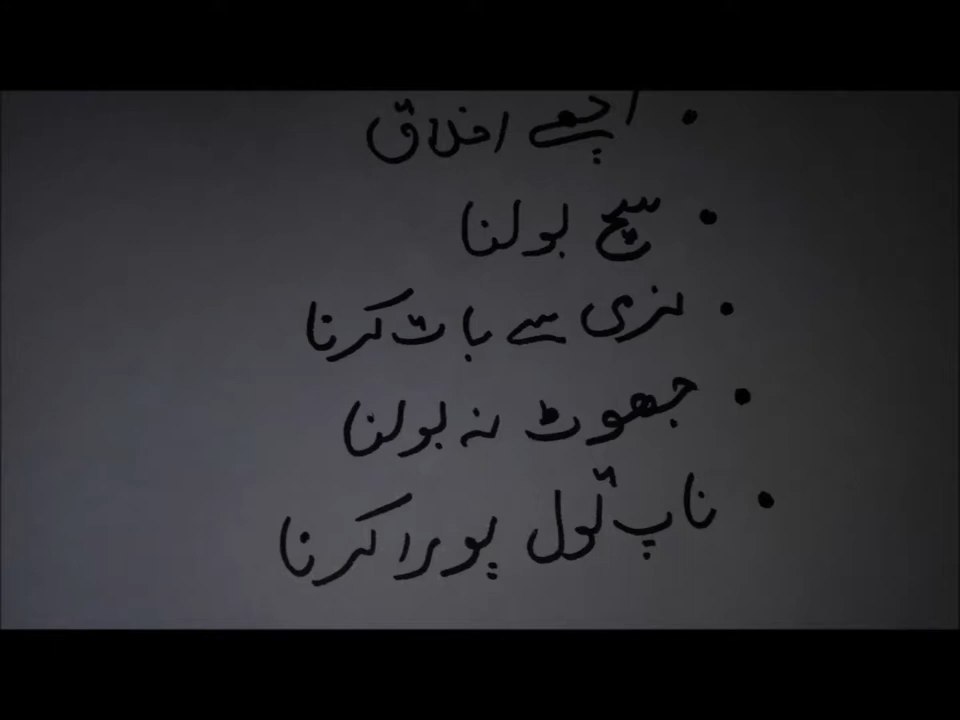 • اچھے اخلاق
• سچ بولنا
• نرمی سے بات کرنا
• جھوٹ نہ بولنا
• ناپ تول پورا کرنا